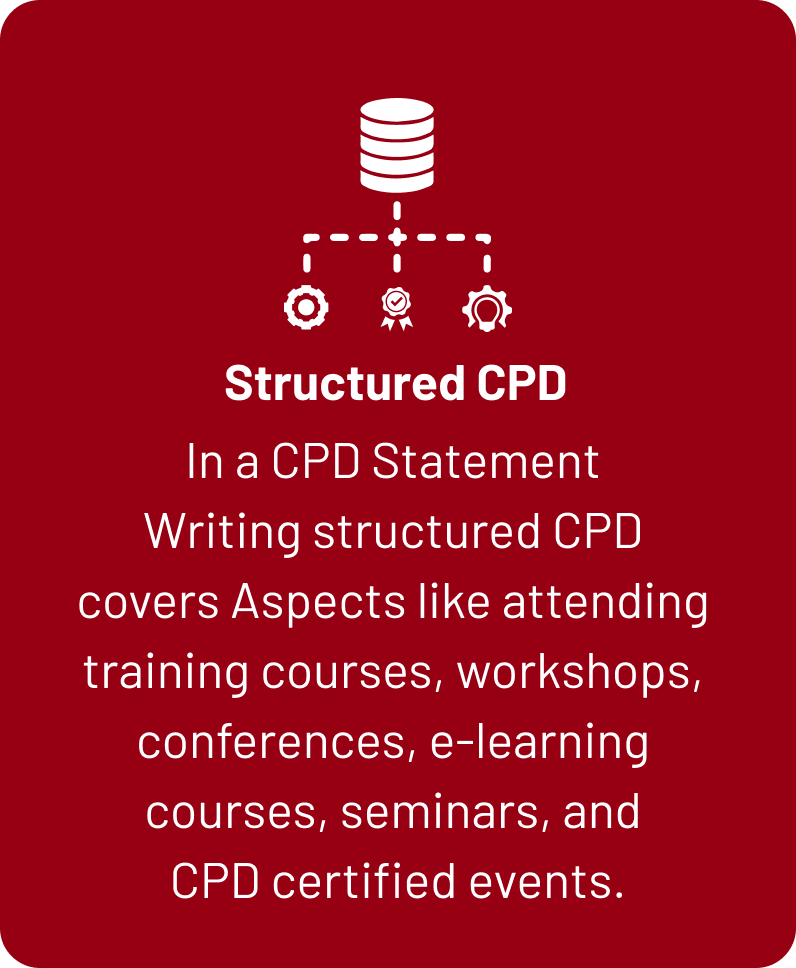 Structured CPD
In a CPD Statement
Writing structured CPD
covers Aspects like attending
training courses, workshops,
conferences, e-learning
courses, seminars, and
CPD certified events.